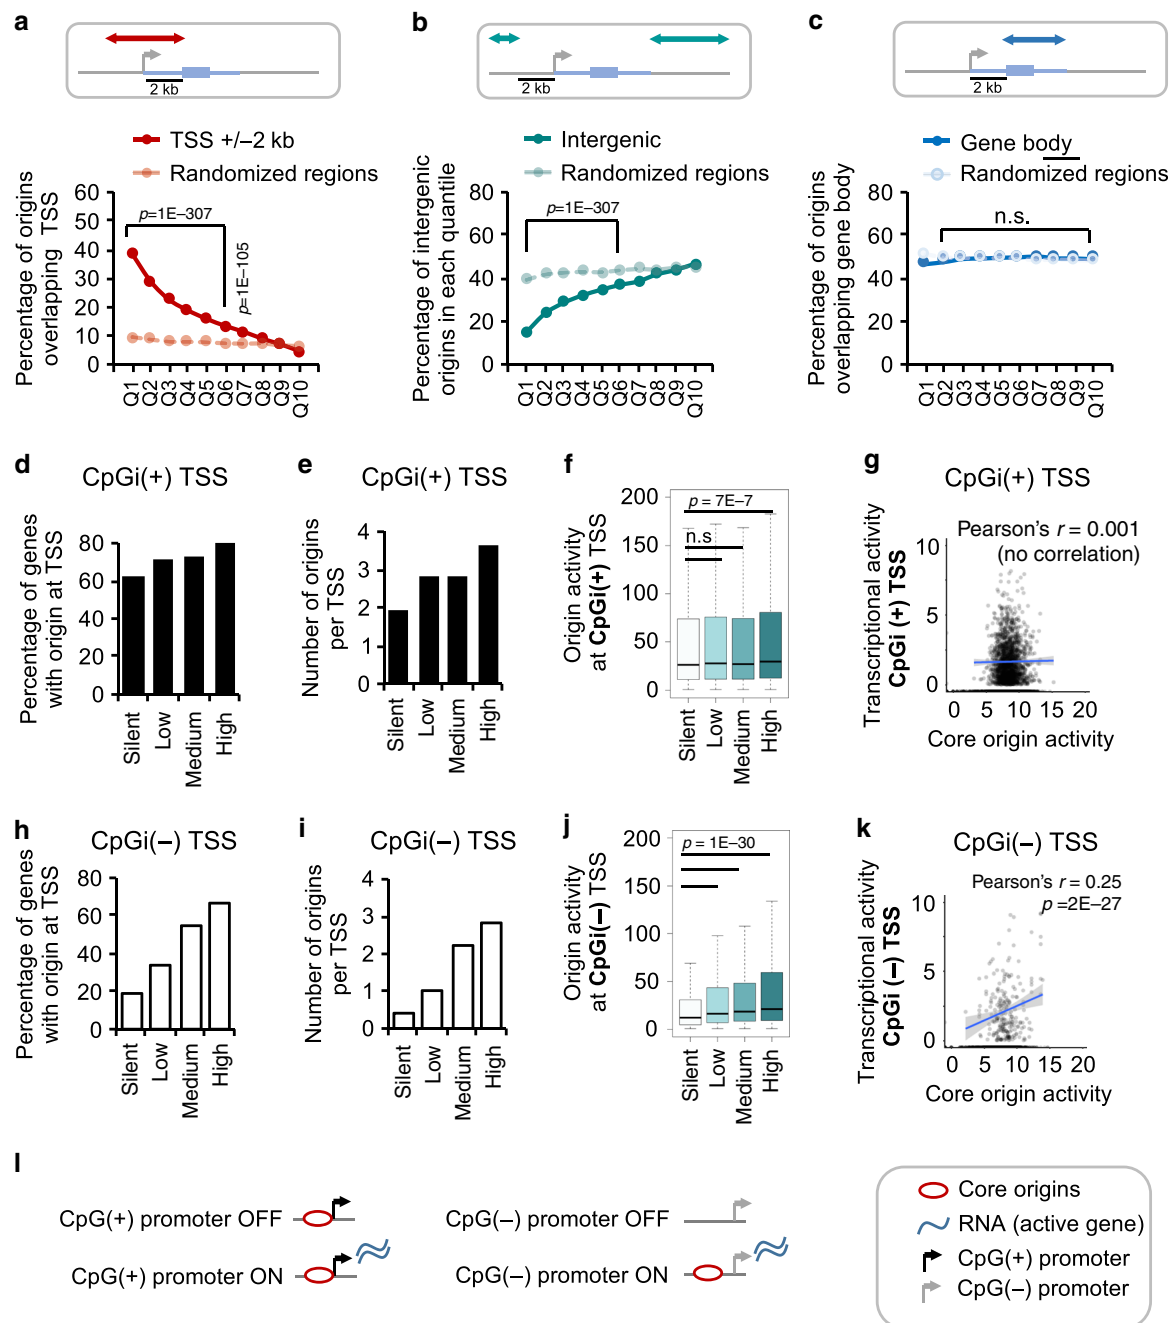 a
2 kb
TSS +/–2 kb
Randomized regions
Percentage of origins
overlapping TSS
60
50
40
30
20
10
0
p=1E–307
p=1E–105
Q1
Q2
Q3
Q4
Q5
Q6
Q7
Q8
Q9
Q10
b
2 kb
Intergenic
Randomized regions
Percentage of intergenic
origins in each quantile
80
60
40
20
0
p=1E–307
Q1
Q2
Q3
Q4
Q5
Q6
Q7
Q8
Q9
Q10
c
2 kb
Gene body
Randomized regions
Percentage of origins
overlapping gene body
80
60
40
20
0
n.s.
Q1
Q2
Q3
Q4
Q5
Q6
Q7
Q8
Q9
Q10
d
CpGi(+) TSS
Percentage of genes
with origin at TSS
80
60
40
20
0
Silent
Low
Medium
High
e
CpGi(+) TSS
Number of origins
per TSS
4
3
2
1
0
Silent
Low
Medium
High
f
Origin activity
at CpGi(+) TSS
200
150
100
50
0
p = 7E–7
n.s
Silent
Low
Medium
High
g
CpGi(+) TSS
Pearson's r = 0.001
(no correlation)
Transcriptional activity
CpGi (+) TSS
10
5
0
0 5 10 15 20
Core origin activity
h
CpGi(–) TSS
Percentage of genes
with origin at TSS
80
60
40
20
0
Silent
Low
Medium
High
i
CpGi(–) TSS
Number of origins
per TSS
4
3
2
1
0
Silent
Low
Medium
High
j
Origin activity
at CpGi(–) TSS
200
150
100
50
0
p = 1E–30
Silent
Low
Medium
High
k
CpGi(–) TSS
Pearson's r = 0.25
p =2E–27
Transcriptional activity
CpGi (–) TSS
10
5
0
0 5 10 15 20
Core origin activity
l
CpG(+) promoter OFF
CpG(+) promoter ON
CpG(–) promoter OFF
CpG(–) promoter ON
Core origins
RNA (active gene)
CpG(+) promoter
CpG(–) promoter